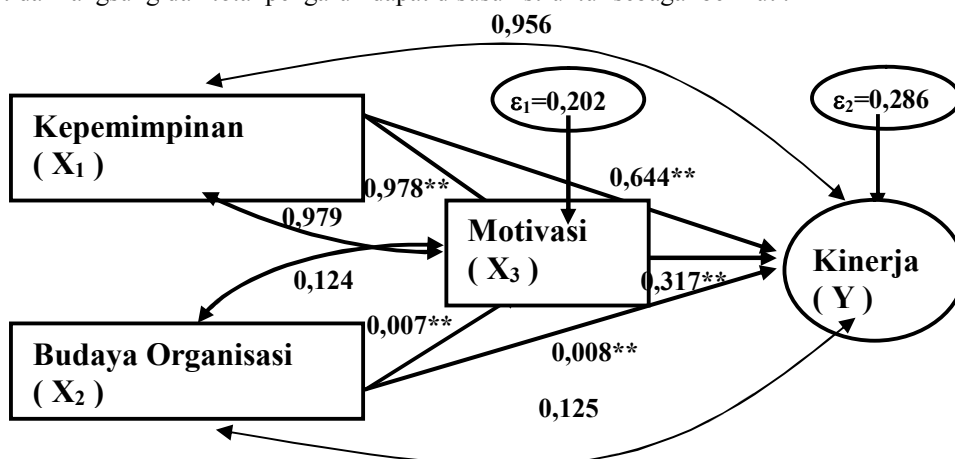 0,956
ε1=0,202
ε2=0,286
Kepemimpinan
( X1 )
0,978**
0,644**
0,979
Motivasi
( X3 )
Kinerja
( Y )
0,124
0,317**
0,007**
Budaya Organisasi
( X2 )
0,008**
0,125